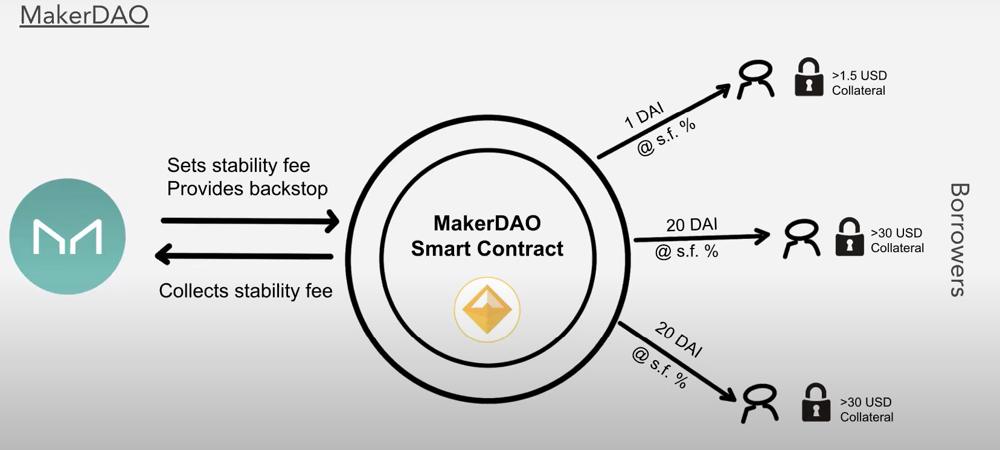 MakerDAO
>1.5 USD
Collateral
1 DAI
@ s.f. %
Sets stability fee
Provides backstop
MakerDAO
Smart Contract
20 DAI
@ s.f. %
>30 USD
Collateral
Borrowers
Collects stability fee
20 DAI
@ s.f. %
>30 USD
Collateral